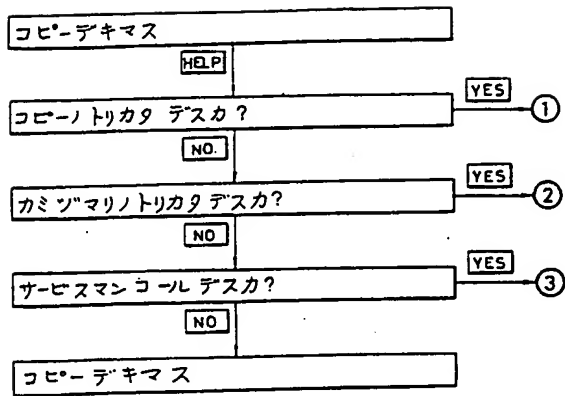 コピーデキマス
HELP
コピーノトリカタ デスカ?
YES
①
NO.
カミヅマリノトリカタデスカ?
YES
②
NO
サービスマンコール デスカ?
YES
③
NO
コピーデキマス